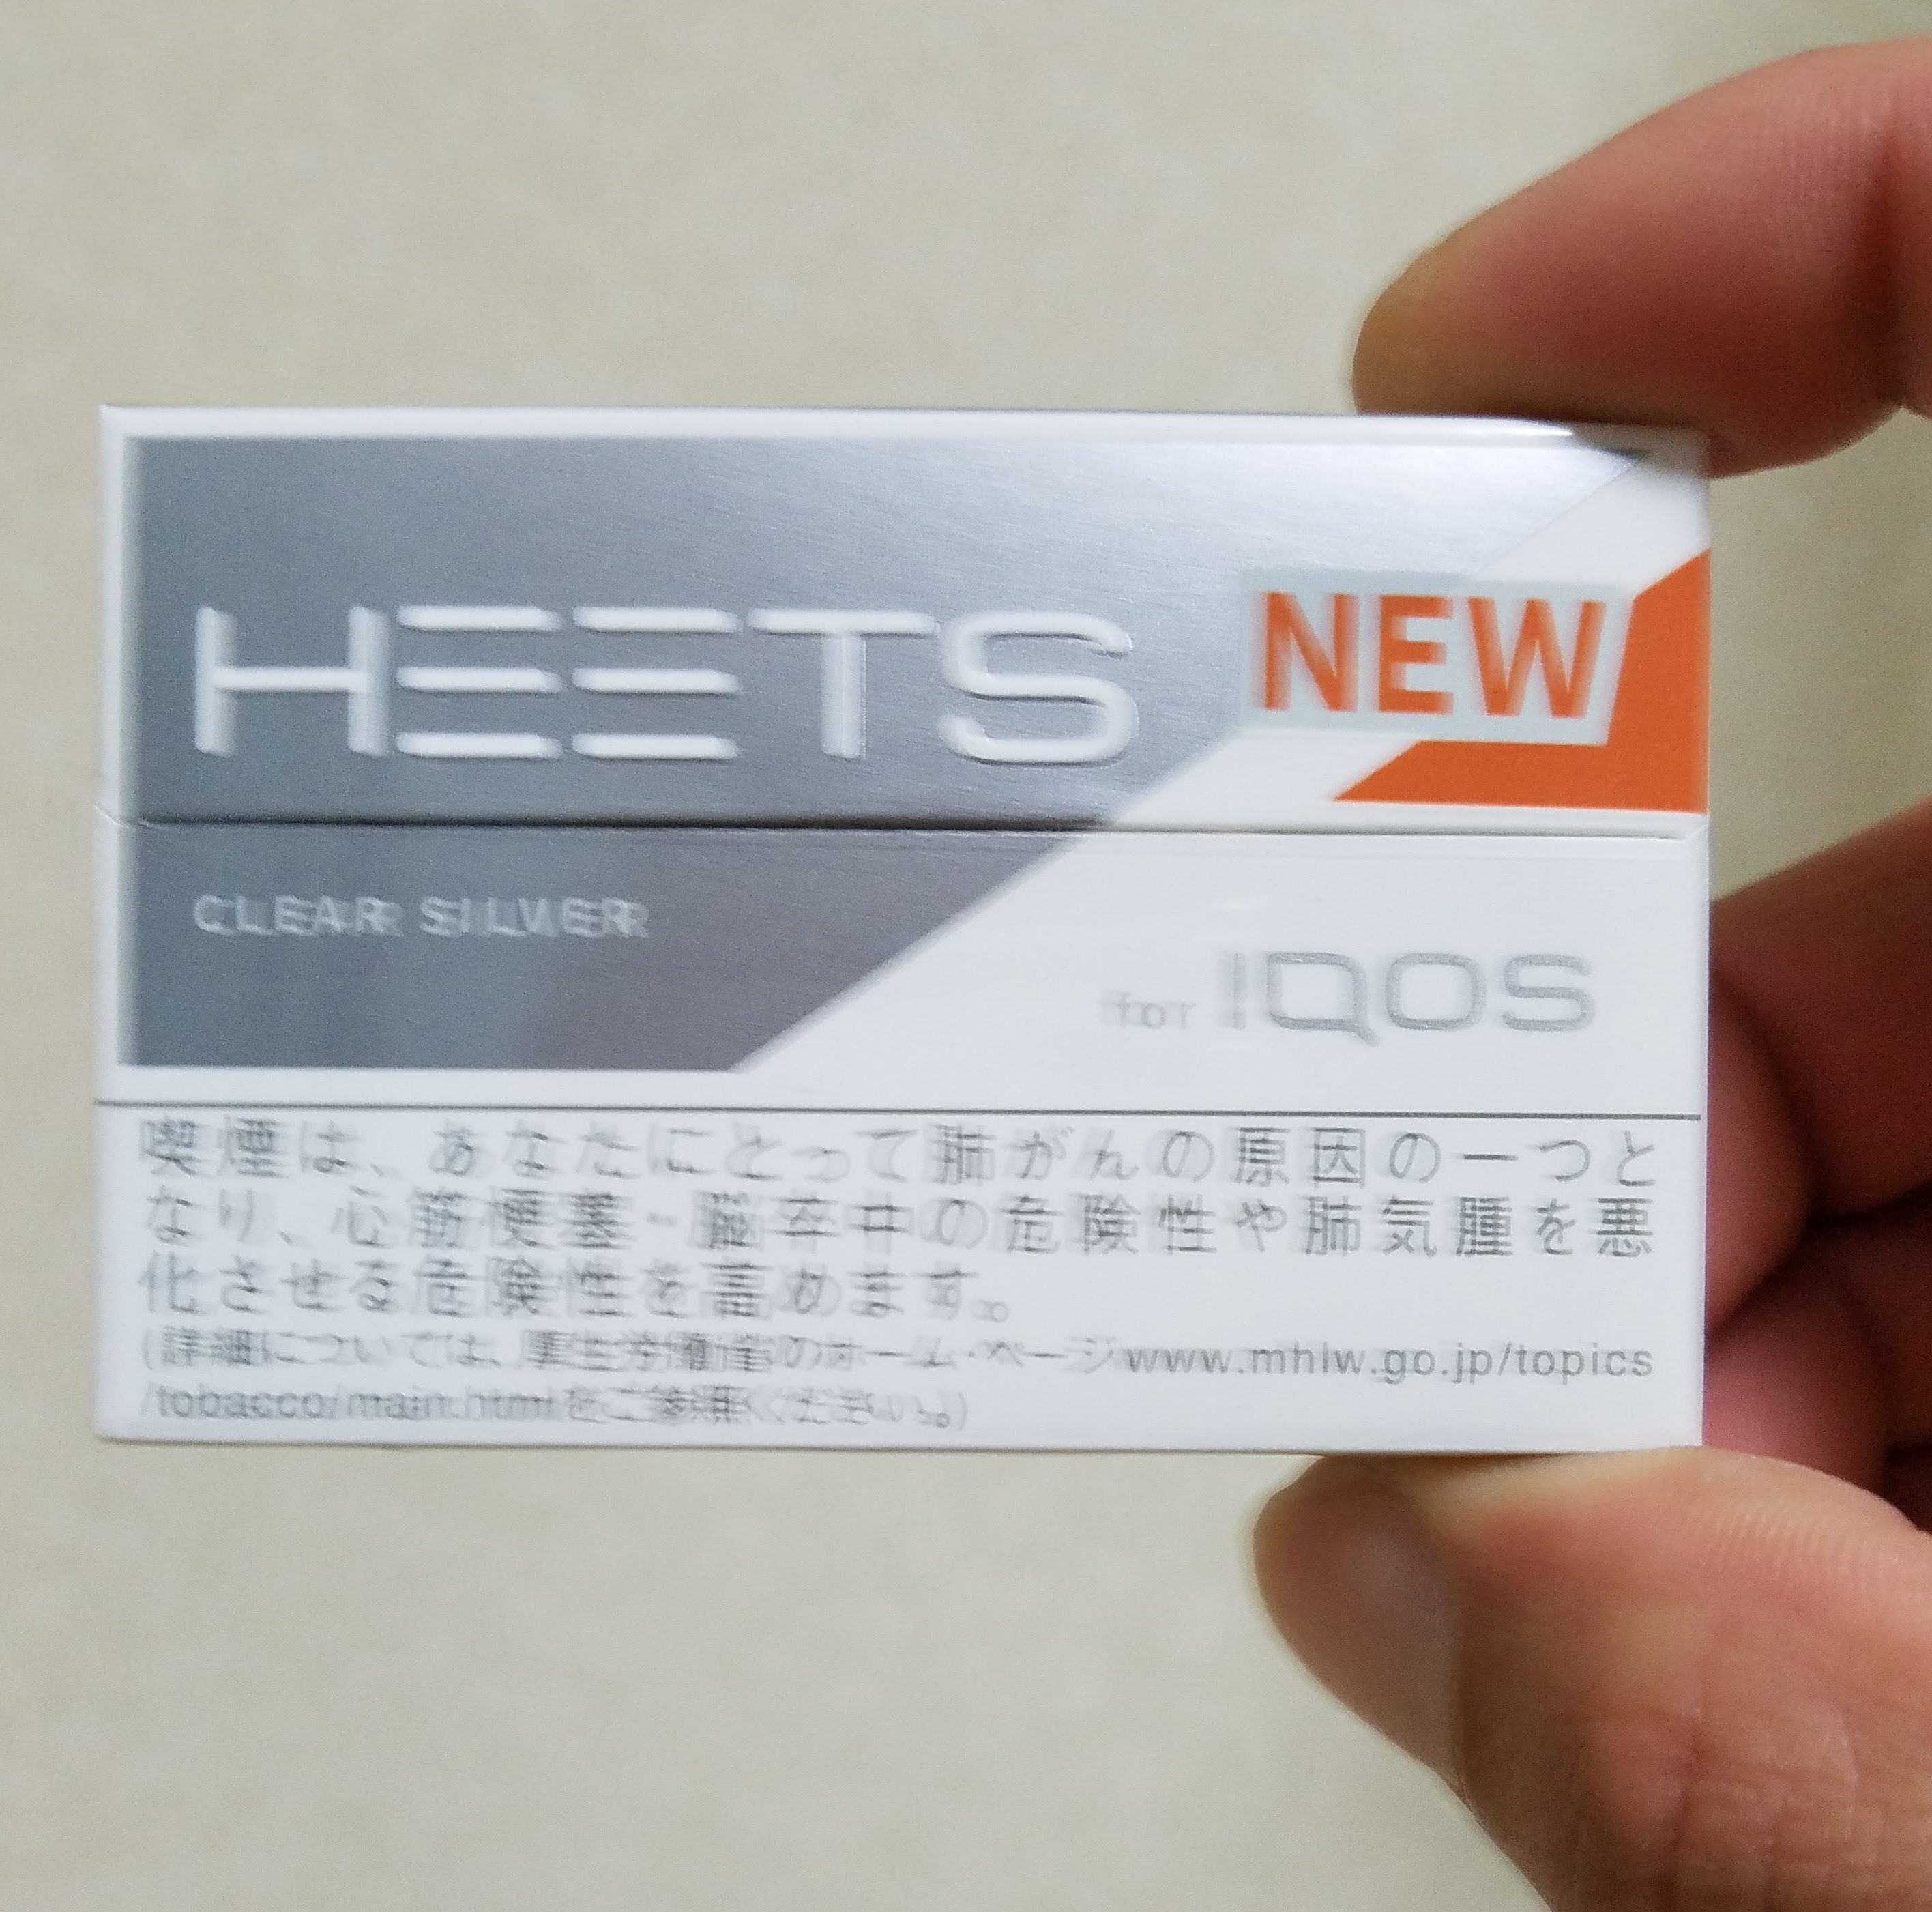 HEETS
NEW
CLEAR SILVER
for IQOS
喫煙は、あなたにとって肺がんの原因の一つと
なり、心筋梗塞・脳卒中の危険性や肺気腫を悪
化させる危険性を高めます。
(詳細については、厚生労働省のホーム・ページwww.mhlw.go.jp/topics
/tobacco/main.htmlをご参照ください。)